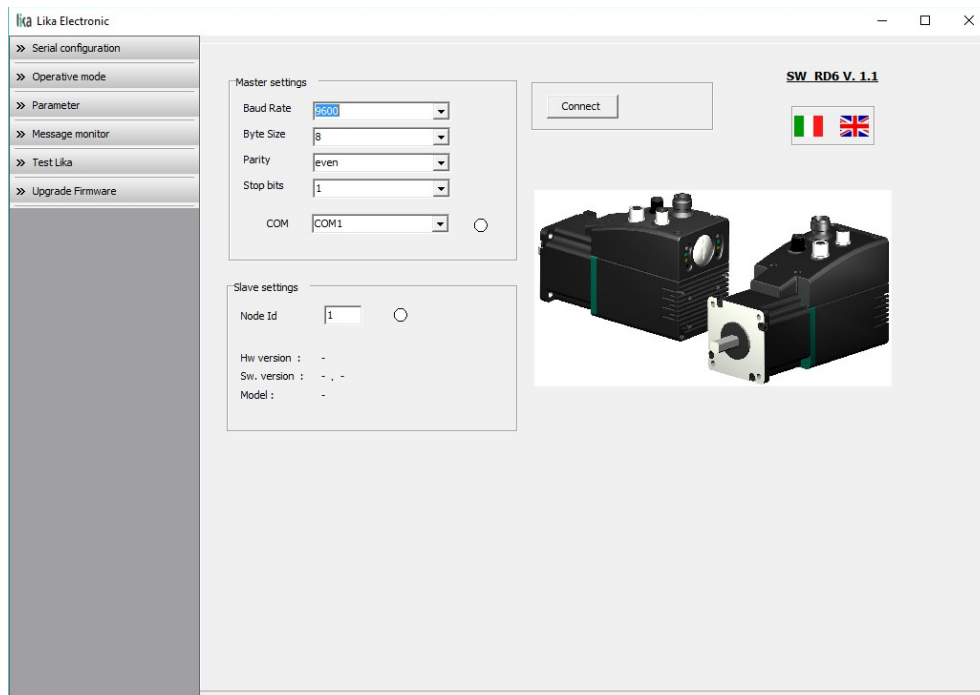 lika Lika Electronic
» Serial configuration
» Operative mode
» Parameter
» Message monitor
» Test Lika
» Upgrade Firmware
Master settings
Baud Rate 9600
Byte Size 8
Parity even
Stop bits 1
COM COM1
Slave settings
Node Id 1
Hw version : -
Sw. version : - . -
Model : -
Connect
SW RD6 V. 1.1